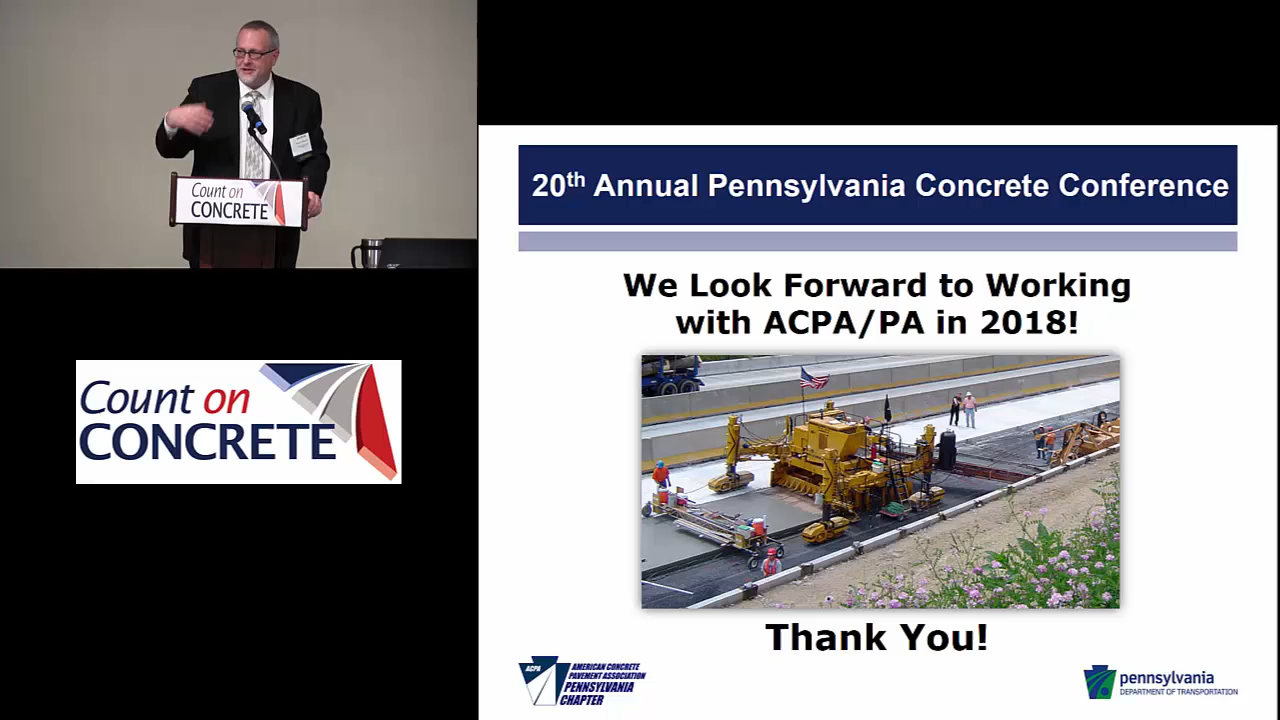 Count on
CONCRETE
Count on
CONCRETE
20th Annual Pennsylvania Concrete Conference
We Look Forward to Working
with ACPA/PA in 2018!
Thank You!
ACPA
AMERICAN CONCRETE
PAVEMENT ASSOCIATION
PENNSYLVANIA
CHAPTER
pennsylvania
DEPARTMENT OF TRANSPORTATION